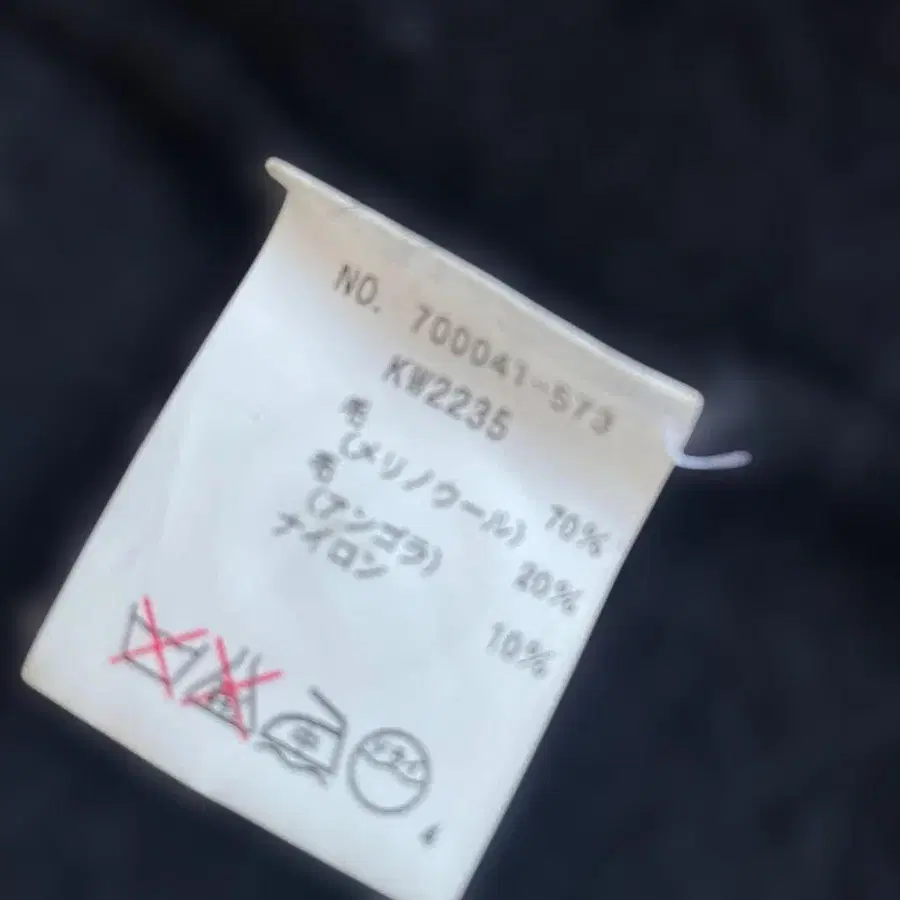 NO. 700041-573
KW2235
毛
(メリノウール) 70%
毛
(アンゴラ) 20%
ナイロン 10%
4